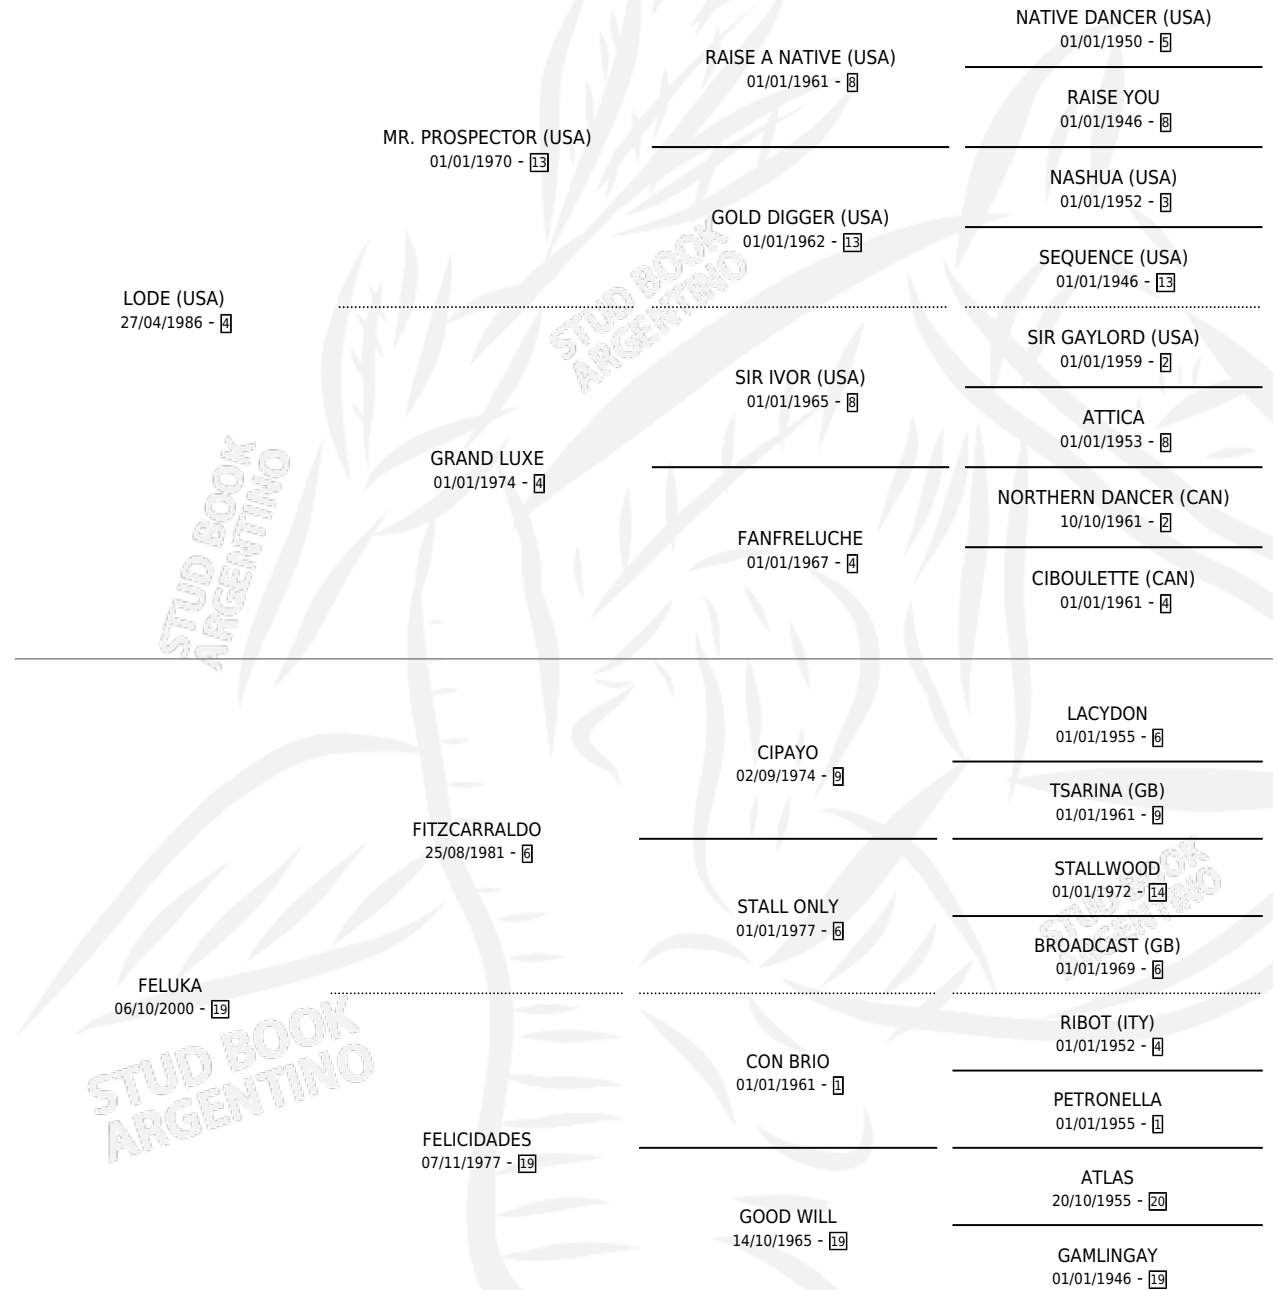 NATIVE DANCER (USA)
01/01/1950 - 5
RAISE A NATIVE (USA)
01/01/1961 - 8
RAISE YOU
01/01/1946 - 8
MR. PROSPECTOR (USA)
01/01/1970 - 13
NASHUA (USA)
01/01/1952 - 3
GOLD DIGGER (USA)
01/01/1962 - 13
SEQUENCE (USA)
01/01/1946 - 13
LODE (USA)
27/04/1986 - 4
SIR GAYLORD (USA)
01/01/1959 - 2
SIR IVOR (USA)
01/01/1965 - 8
ATTICA
01/01/1953 - 8
GRAND LUXE
01/01/1974 - 4
NORTHERN DANCER (CAN)
10/10/1961 - 2
FANFRELUCHE
01/01/1967 - 4
CIBOULETTE (CAN)
01/01/1961 - 4
LACYDON
01/01/1955 - 6
CIPAYO
02/09/1974 - 9
TSARINA (GB)
01/01/1961 - 9
FITZCARRALDO
25/08/1981 - 6
STALLWOOD
01/01/1972 - 14
STALL ONLY
01/01/1977 - 6
BROADCAST (GB)
01/01/1969 - 6
FELUKA
06/10/2000 - 19
RIBOT (ITY)
01/01/1952 - 4
CON BRIO
01/01/1961 - 1
PETRONELLA
01/01/1955 - 1
FELICIDADES
07/11/1977 - 19
ATLAS
20/10/1955 - 20
GOOD WILL
14/10/1965 - 19
GAMLINGAY
01/01/1946 - 19
STUD BOOK
ARGENTINO
STUD BOOK
ARGENTINO
STUD BOOK
ARGENTINO
STUD BOOK
ARGENTINO